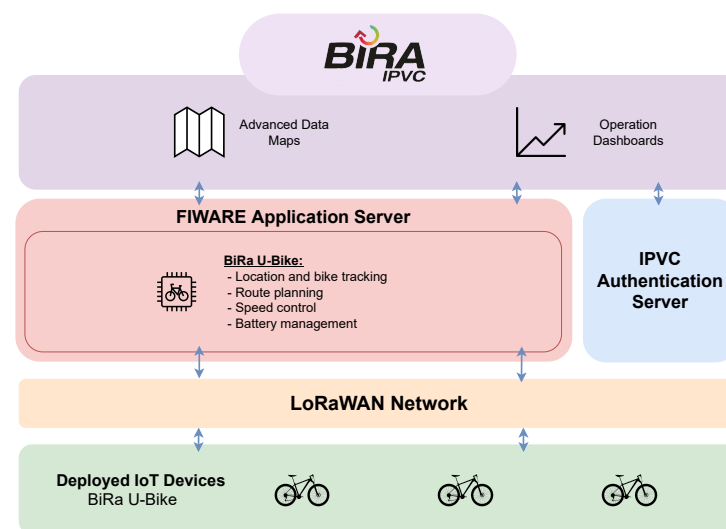 BiRA
IPVC
Advanced Data
Maps
Operation
Dashboards
FIWARE Application Server
BiRa U-Bike:
- Location and bike tracking
- Route planning
- Speed control
- Battery management
IPVC
Authentication
Server
LoRaWAN Network
Deployed IoT Devices
BiRa U-Bike